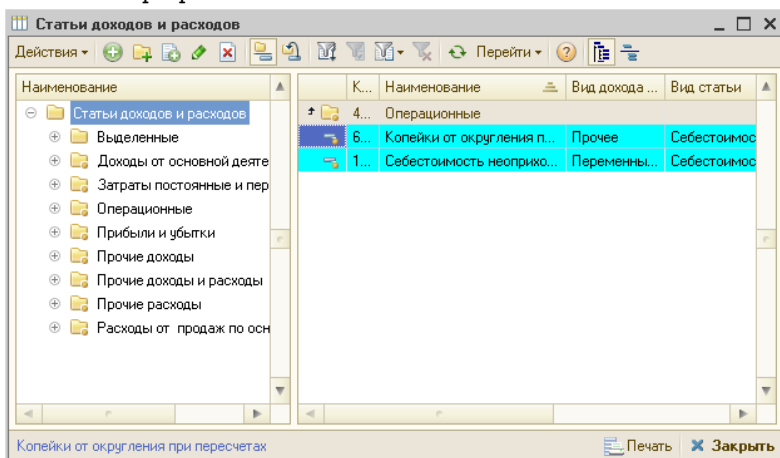 Статьи доходов и расходов
Действия Перейти
Наименование
Статьи доходов и расходов
Выделенные
Доходы от основной деяте
Затраты постоянные и пер
Операционные
Прибыли и убытки
Прочие доходы
Прочие доходы и расходы
Прочие расходы
Расходы от продаж по осн
К... Наименование Вид дохода ... Вид статьи
4... Операционные
6... Копейки от округления п... Прочее Себестоимос
1... Себестоимость неоприхо... Переменны... Себестоимос
Копейки от округления при пересчетах
Печать Закрыть